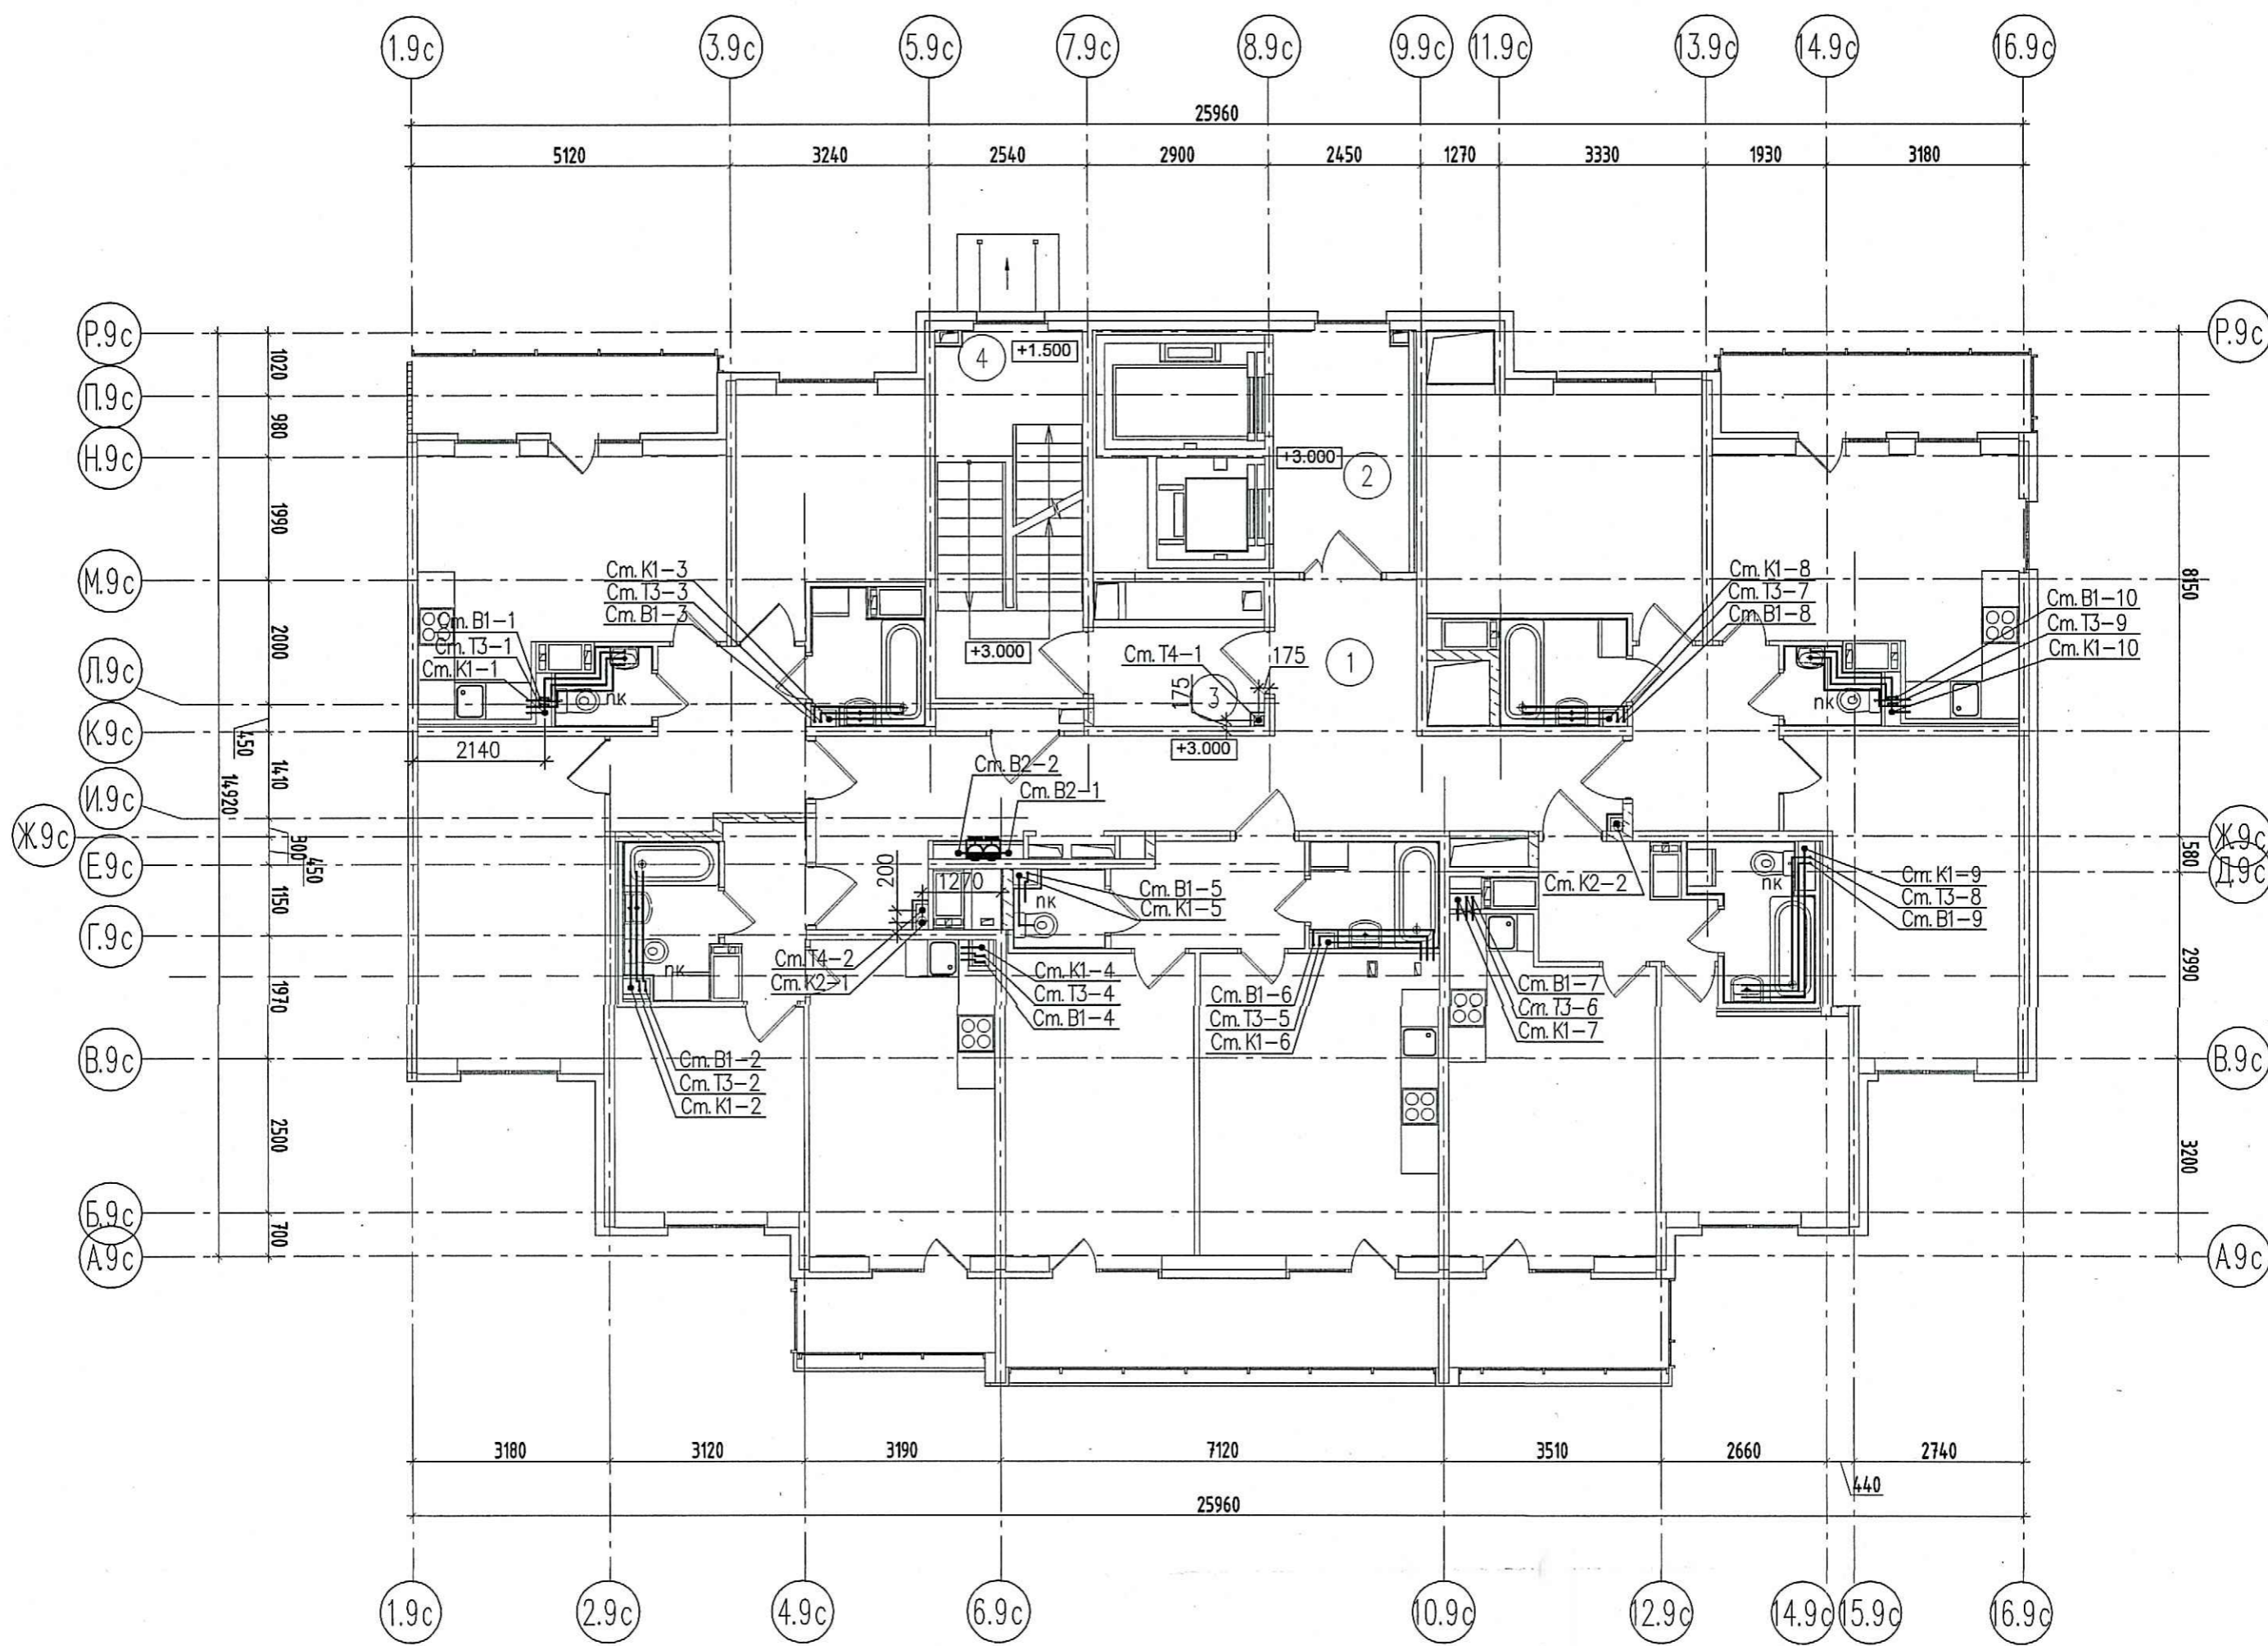 1.9с 3.9с 5.9с 7.9с 8.9с 9.9с 11.9с 13.9с 14.9с 16.9с
25960
5120 3240 2540 2900 2450 1270 3330 1930 3180
Р.9с Р.9с
1020
4 +1.500
П.9с
980
Н.9с
+3.000
2
1990
М.9с
8150
Ст. К1-3
Ст. Т3-3
Ст. В1-3
Ст. К1-8
Ст. Т3-7
Ст. В1-8
Ст. В1-1
Ст. Т3-1
Ст. К1-1
Ст. В1-10
Ст. Т3-9
Ст. К1-10
2000
+3.000
Ст. Т4-1
175
1
175
3
Л.9с
пк
пк
К.9с
450
2140
+3.000
1410
14920
И.9с
Ст. В2-2
Ст. В2-1
Ж.9с Ж.9с
300
450
580
Е.9с Д.9с
200
1270
1150
Ст. В1-5
Ст. К1-5
пк
Ст. К2-2
пк
Ст. К1-9
Ст. Т3-8
Ст. В1-9
Г.9с
пк
Ст. Т4-2
Ст. К2-1
Ст. К1-4
Ст. Т3-4
Ст. В1-4
Ст. В1-6
Ст. Т3-5
Ст. К1-6
Ст. В1-7
Ст. Т3-6
Ст. К1-7
1970
2990
В.9с В.9с
Ст. В1-2
Ст. Т3-2
Ст. К1-2
2500
3200
Б.9с
700
А.9с А.9с
3180 3120 3190 7120 3510 2660 2740
440
25960
1.9с 2.9с 4.9с 6.9с 10.9с 12.9с 14.9с 15.9с 16.9с